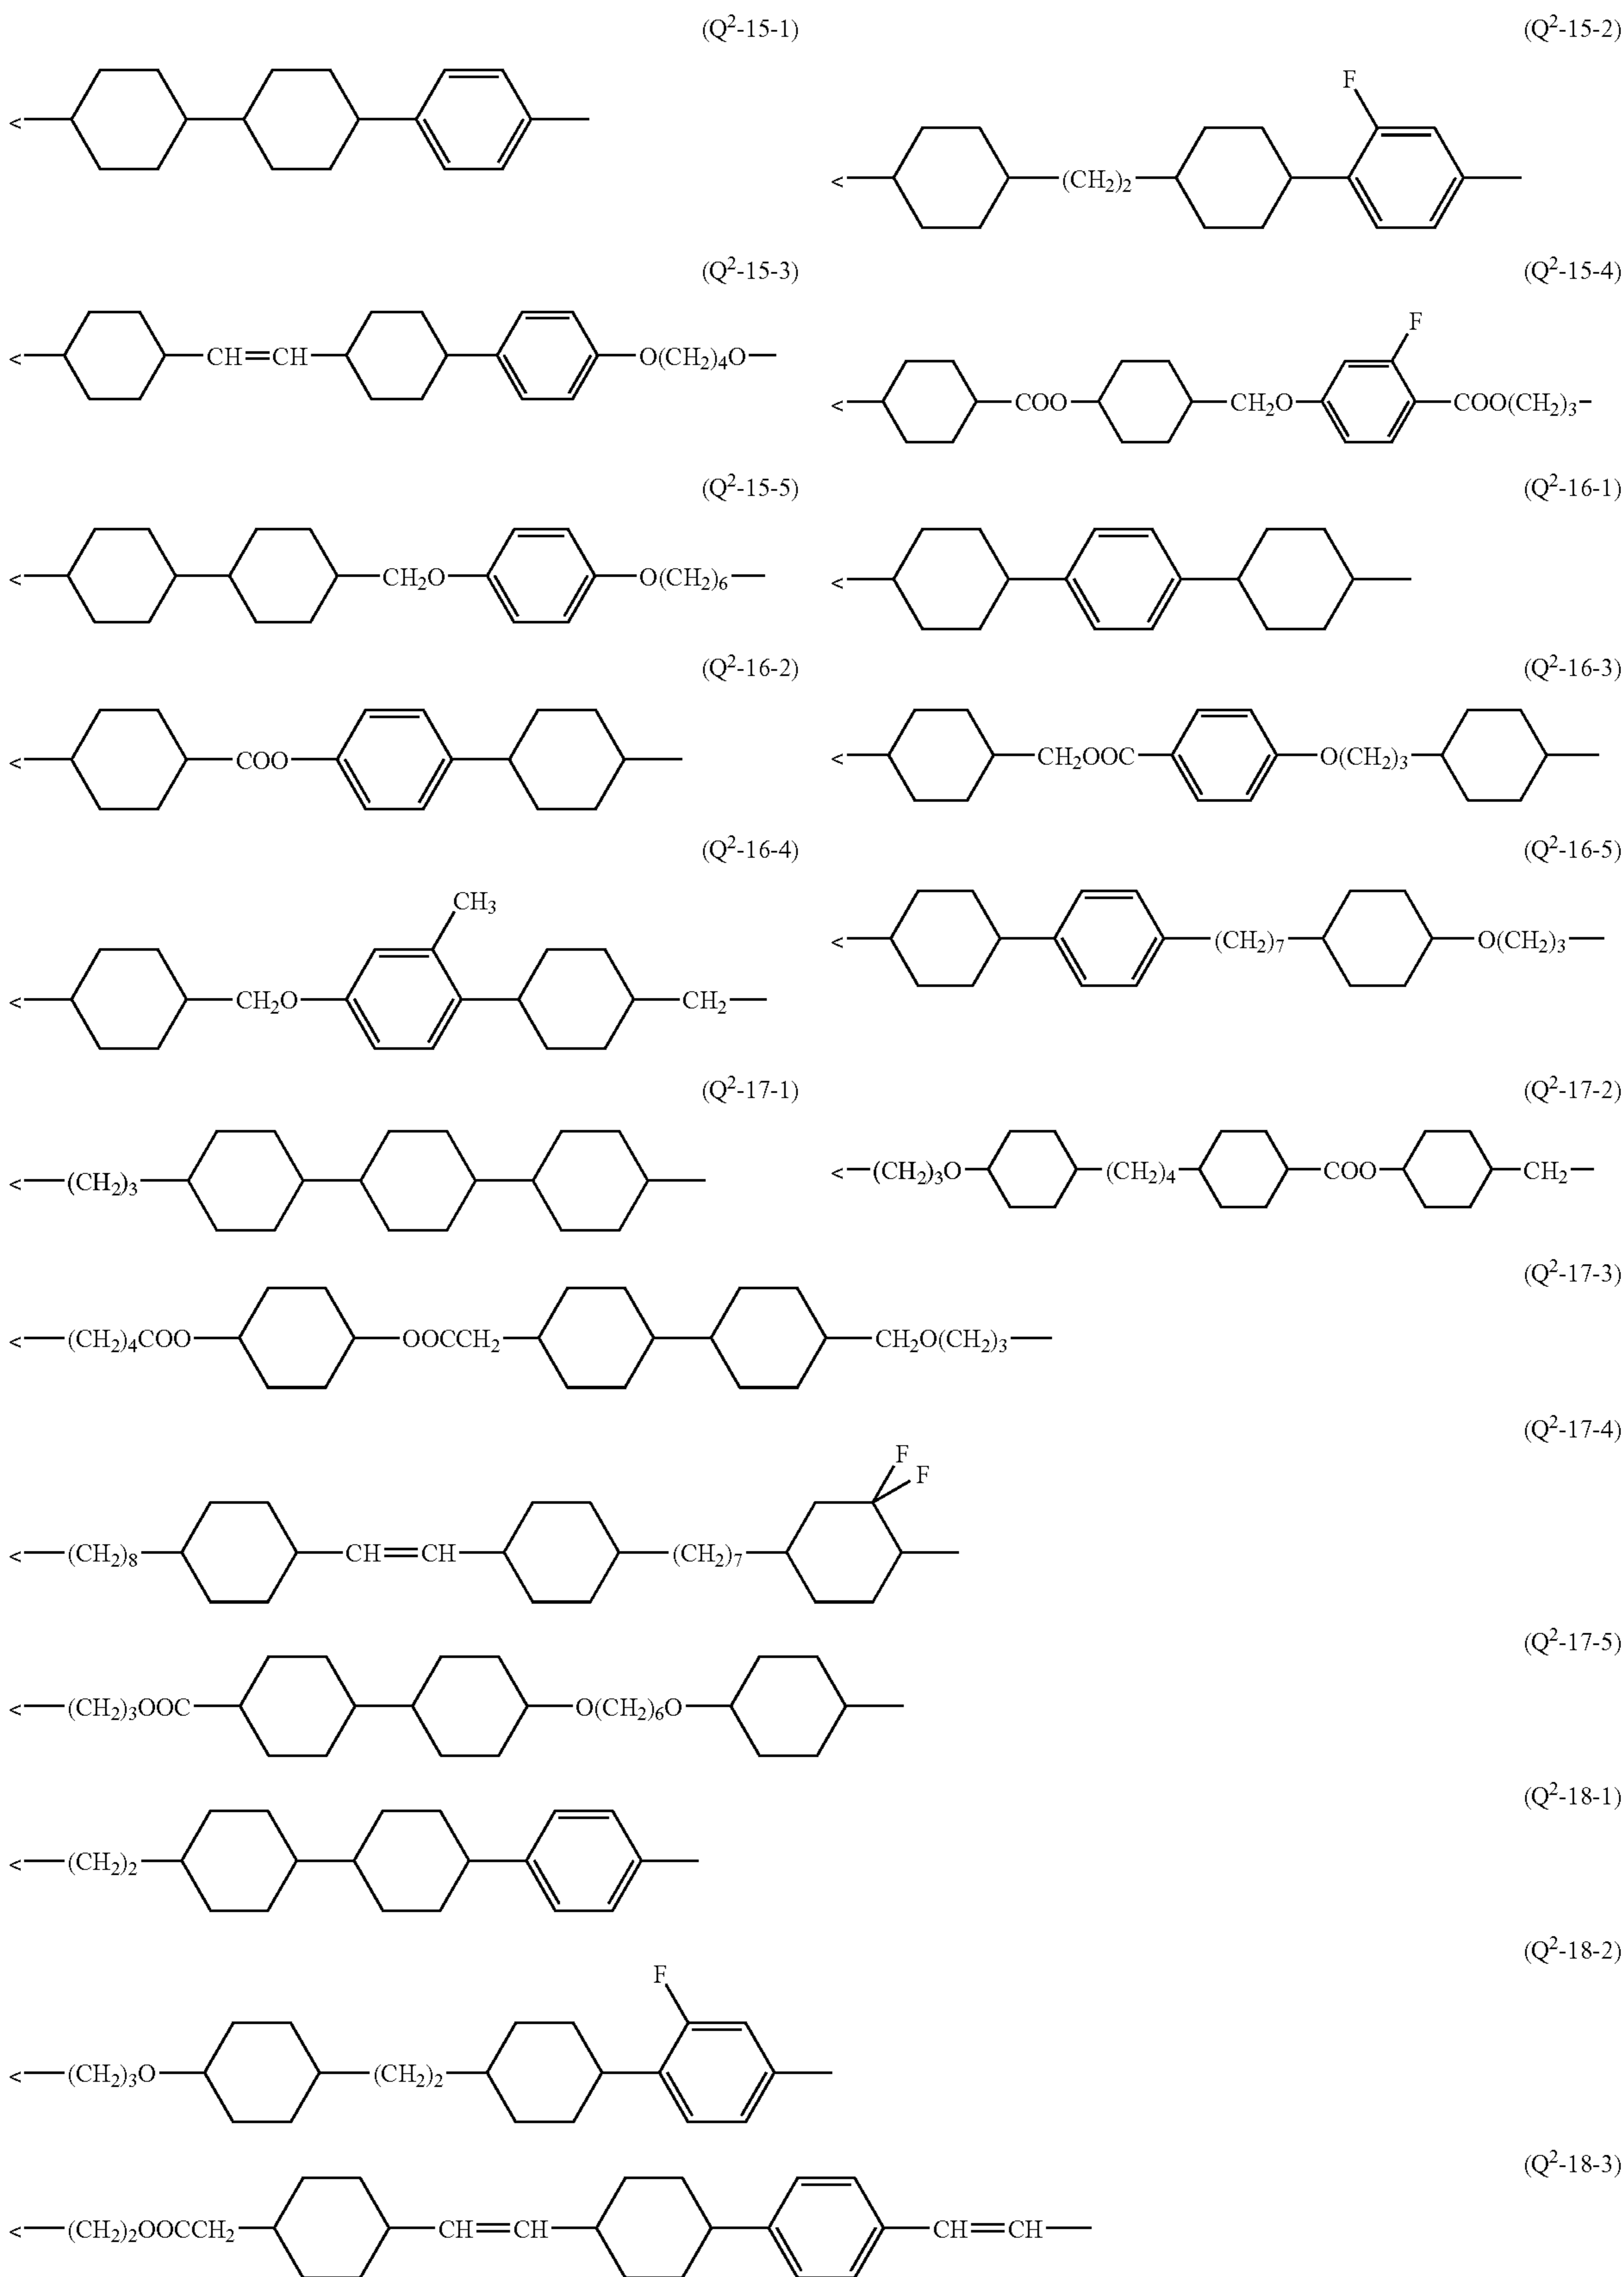 (Q²-15-1)
(Q²-15-2)
<
F
< (CH₂)₂
(Q²-15-3)
(Q²-15-4)
< CH=CH O(CH₂)₄O
F
< COO CH₂O COO(CH₂)₃
(Q²-15-5)
(Q²-16-1)
< CH₂O O(CH₂)₆
<
(Q²-16-2)
(Q²-16-3)
< COO
< CH₂OOC O(CH₂)₃
(Q²-16-4)
(Q²-16-5)
CH₃
< CH₂O CH₂
< (CH₂)₇ O(CH₂)₃
(Q²-17-1)
(Q²-17-2)
< (CH₂)₃
< (CH₂)₃O (CH₂)₄ COO CH₂
(Q²-17-3)
< (CH₂)₄COO OOCCH₂ CH₂O(CH₂)₃
(Q²-17-4)
F
F
< (CH₂)₈ CH=CH (CH₂)₇
(Q²-17-5)
< (CH₂)₃OOC O(CH₂)₆O
(Q²-18-1)
< (CH₂)₂
(Q²-18-2)
F
< (CH₂)₃O (CH₂)₂
(Q²-18-3)
< (CH₂)₂OOCCH₂ CH=CH CH=CH